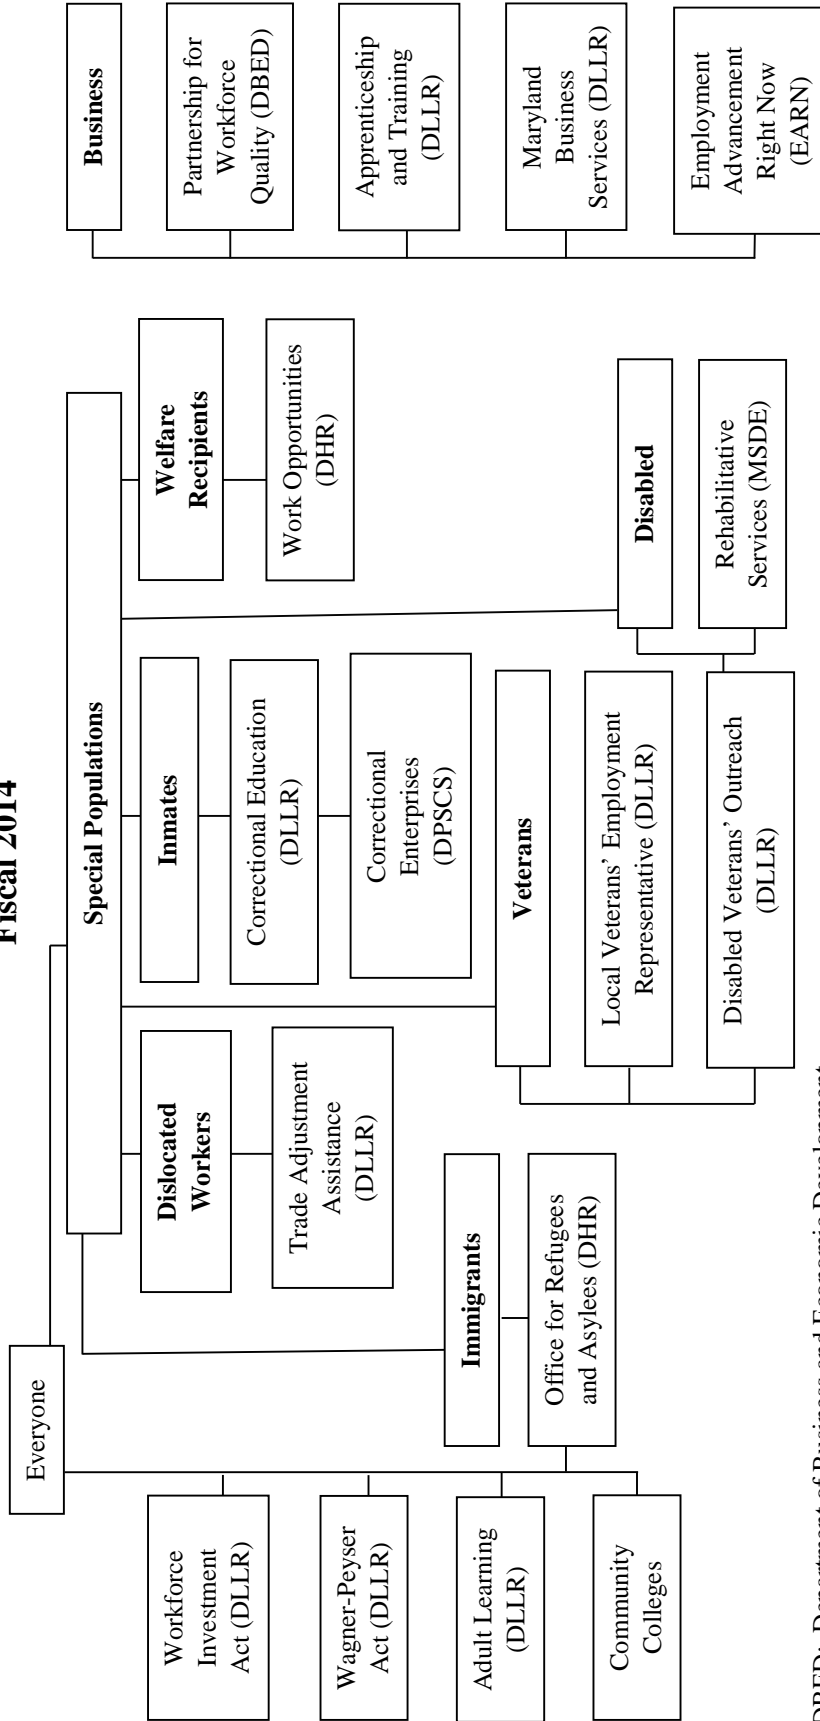 Fiscal 2014
Everyone
Workforce
Investment
Act (DLLR)
Wagner-Peyser
Act (DLLR)
Adult Learning
(DLLR)
Community
Colleges
Special Populations
Immigrants
Office for Refugees
and Asylees (DHR)
Dislocated
Workers
Trade Adjustment
Assistance
(DLLR)
Inmates
Correctional Education
(DLLR)
Correctional
Enterprises
(DPSCS)
Veterans
Local Veterans’ Employment
Representative (DLLR)
Disabled Veterans’ Outreach
(DLLR)
Welfare
Recipients
Work Opportunities
(DHR)
Disabled
Rehabilitative
Services (MSDE)
Business
Partnership for
Workforce
Quality (DBED)
Apprenticeship
and Training
(DLLR)
Maryland
Business
Services (DLLR)
Employment
Advancement
Right Now
(EARN)
DBED: Department of Business and Economic Development